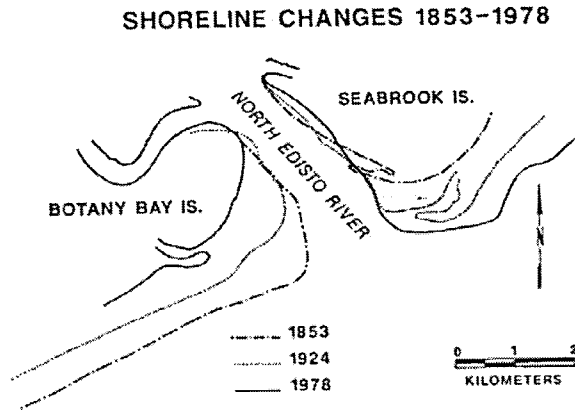 SHORELINE CHANGES 1853-1978
SEABROOK IS.
NORTH EDISTO RIVER
BOTANY BAY IS.
N
1853
1924
1978
0 1 2
KILOMETERS